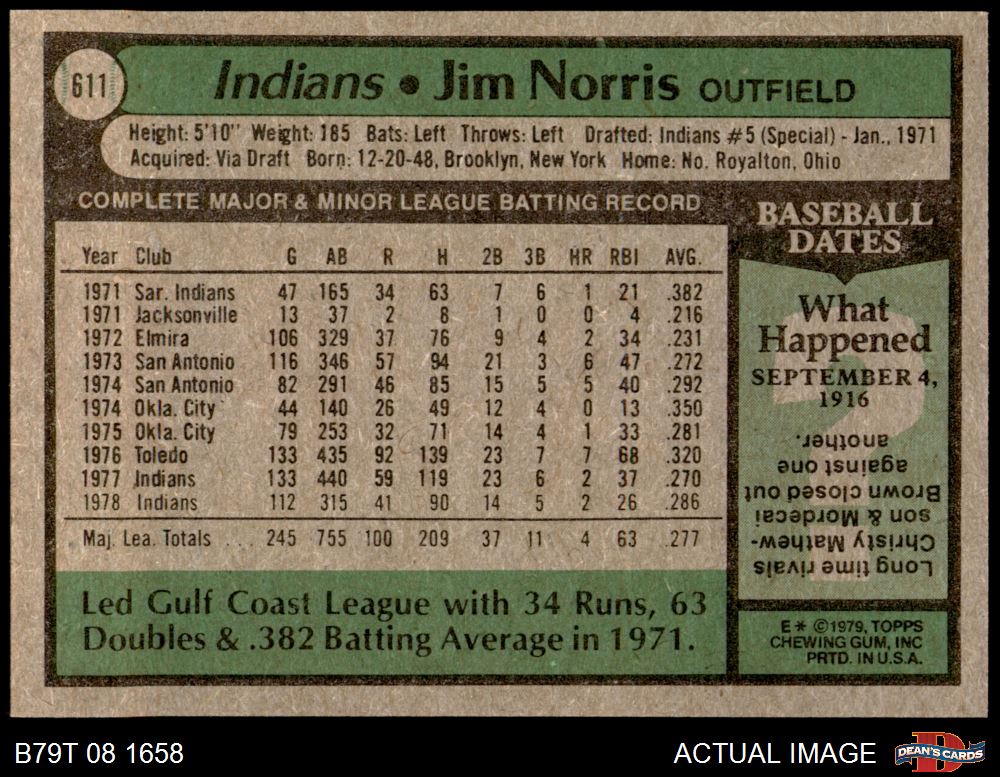 611
Indians • Jim Norris OUTFIELD
Height: 5'10" Weight: 185 Bats: Left Throws: Left Drafted: Indians #5 (Special) - Jan., 1971
Acquired: Via Draft Born: 12-20-48, Brooklyn, New York Home: No. Royalton, Ohio
COMPLETE MAJOR & MINOR LEAGUE BATTING RECORD
Year Club G AB R H 2B 3B HR RBI AVG.
1971 Sar. Indians 47 165 34 63 7 6 1 21 .382
1971 Jacksonville 13 37 2 8 1 0 0 4 .216
1972 Elmira 106 329 37 76 9 4 2 34 .231
1973 San Antonio 116 346 57 94 21 3 6 47 .272
1974 San Antonio 82 291 46 85 15 5 5 40 .292
1974 Okla. City 44 140 26 49 12 4 0 13 .350
1975 Okla. City 79 253 32 71 14 4 1 33 .281
1976 Toledo 133 435 92 139 23 7 7 68 .320
1977 Indians 133 440 59 119 23 6 2 37 .270
1978 Indians 112 315 41 90 14 5 2 26 .286
Maj. Lea. Totals ... 245 755 100 209 37 11 4 63 .277
Led Gulf Coast League with 34 Runs, 63
Doubles & .382 Batting Average in 1971.
BASEBALL
DATES
What
Happened
SEPTEMBER 4,
1916
Long time rivals
Christy Mathew-
son & Mordecai
Brown closed out
against one
another.
E* ©1979, TOPPS
CHEWING GUM, INC
PRTD. IN U.S.A.
B79T 08 1658
ACTUAL IMAGE
D
DEAN'S CARDS